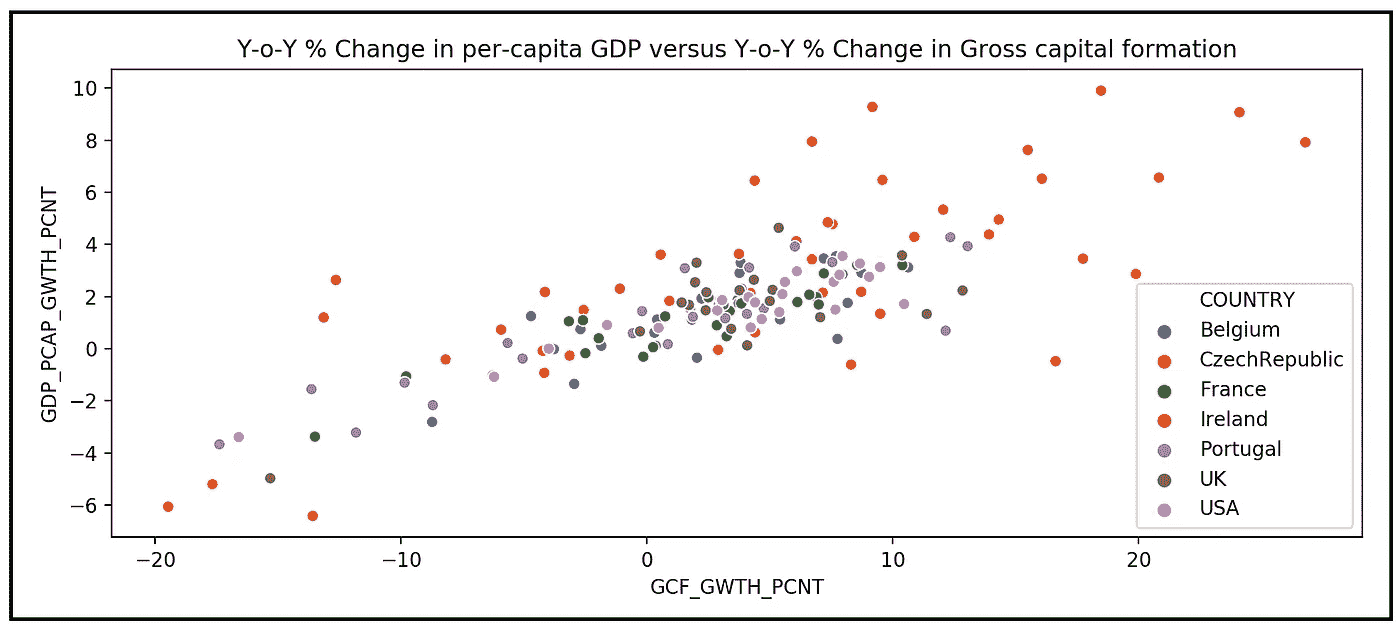 Y-o-Y % Change in per-capita GDP versus Y-o-Y % Change in Gross capital formation
10
8
6
4
2
0
−2
−4
−6
GDP_PCAP_GWTH_PCNT
COUNTRY
Belgium
CzechRepublic
France
Ireland
Portugal
UK
USA
−20
−10
0
10
20
GCF_GWTH_PCNT